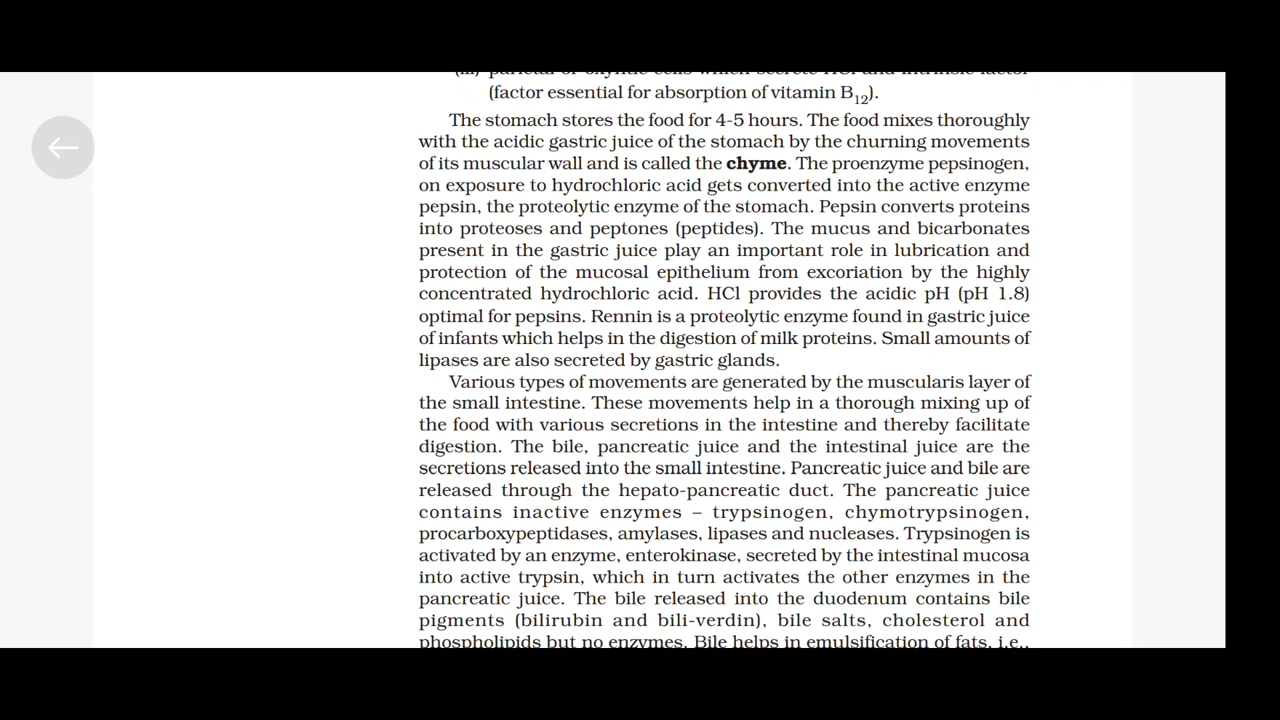 (iii) parietal or oxyntic cells which secrete HCl and intrinsic factor
(factor essential for absorption of vitamin B12).
The stomach stores the food for 4-5 hours. The food mixes thoroughly
with the acidic gastric juice of the stomach by the churning movements
of its muscular wall and is called the chyme. The proenzyme pepsinogen,
on exposure to hydrochloric acid gets converted into the active enzyme
pepsin, the proteolytic enzyme of the stomach. Pepsin converts proteins
into proteoses and peptones (peptides). The mucus and bicarbonates
present in the gastric juice play an important role in lubrication and
protection of the mucosal epithelium from excoriation by the highly
concentrated hydrochloric acid. HCl provides the acidic pH (pH 1.8)
optimal for pepsins. Rennin is a proteolytic enzyme found in gastric juice
of infants which helps in the digestion of milk proteins. Small amounts of
lipases are also secreted by gastric glands.
Various types of movements are generated by the muscularis layer of
the small intestine. These movements help in a thorough mixing up of
the food with various secretions in the intestine and thereby facilitate
digestion. The bile, pancreatic juice and the intestinal juice are the
secretions released into the small intestine. Pancreatic juice and bile are
released through the hepato-pancreatic duct. The pancreatic juice
contains inactive enzymes – trypsinogen, chymotrypsinogen,
procarboxypeptidases, amylases, lipases and nucleases. Trypsinogen is
activated by an enzyme, enterokinase, secreted by the intestinal mucosa
into active trypsin, which in turn activates the other enzymes in the
pancreatic juice. The bile released into the duodenum contains bile
pigments (bilirubin and bili-verdin), bile salts, cholesterol and
phospholipids but no enzymes. Bile helps in emulsification of fats, i.e.,